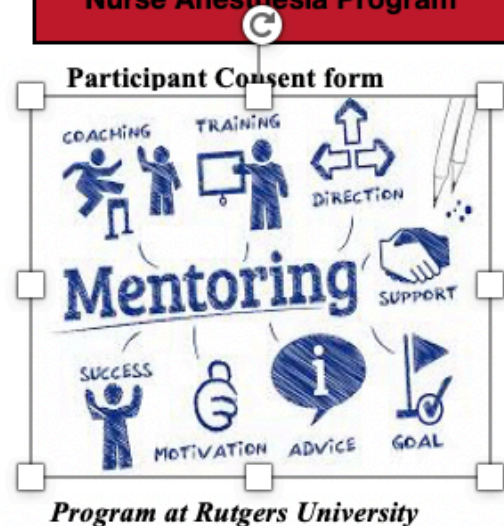 Nurse Anesthesia Program
Participant Consent form
COACHiNG TRAiNiNG
DiRECTiON
Mentoring
SUPPORT
SUCCESS
MOTiVATiON ADViCE GOAL
i
Program at Rutgers University